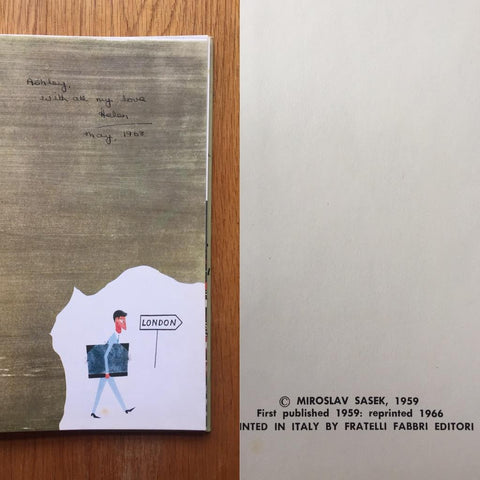 Ashley,
with all my love
Helen
May, 1968
LONDON
© MIROSLAV SASEK, 1959
First published 1959: reprinted 1966
INTED IN ITALY BY FRATELLI FABBRI EDITORI